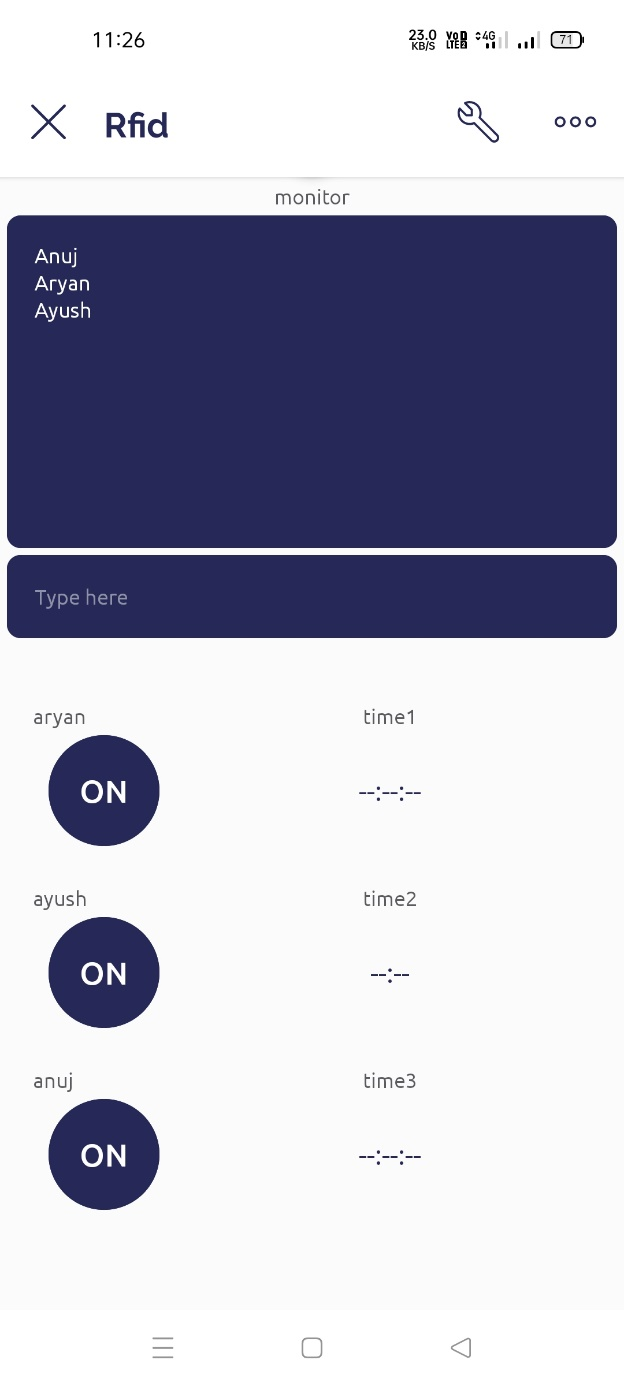 11:26 23.0 KB/S VoD LTE2 4G 71
Rfid
monitor
Anuj
Aryan
Ayush
Type here
aryan time1
ON --:--:--
ayush time2
ON --:--
anuj time3
ON --:--:--